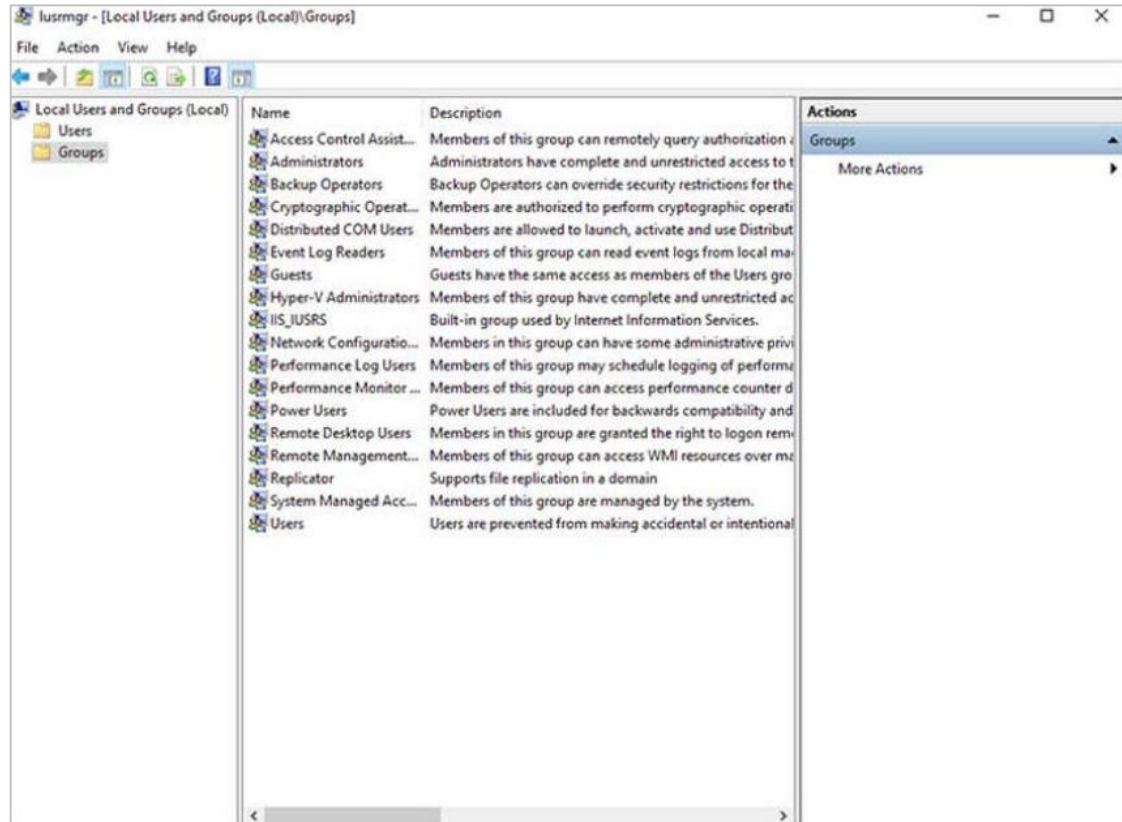 lusrmgr - [Local Users and Groups (Local)\Groups]
File Action View Help
Local Users and Groups (Local)
Users
Groups
Name Description
Access Control Assist... Members of this group can remotely query authorization a
Administrators Administrators have complete and unrestricted access to t
Backup Operators Backup Operators can override security restrictions for the
Cryptographic Operat... Members are authorized to perform cryptographic operati
Distributed COM Users Members are allowed to launch, activate and use Distribut
Event Log Readers Members of this group can read event logs from local ma
Guests Guests have the same access as members of the Users gro
Hyper-V Administrators Members of this group have complete and unrestricted ac
IIS_IUSRS Built-in group used by Internet Information Services.
Network Configuratio... Members in this group can have some administrative privi
Performance Log Users Members of this group may schedule logging of performa
Performance Monitor ... Members of this group can access performance counter d
Power Users Power Users are included for backwards compatibility and
Remote Desktop Users Members in this group are granted the right to logon rem
Remote Management... Members of this group can access WMI resources over ma
Replicator Supports file replication in a domain
System Managed Acc... Members of this group are managed by the system.
Users Users are prevented from making accidental or intentional
Actions
Groups
More Actions